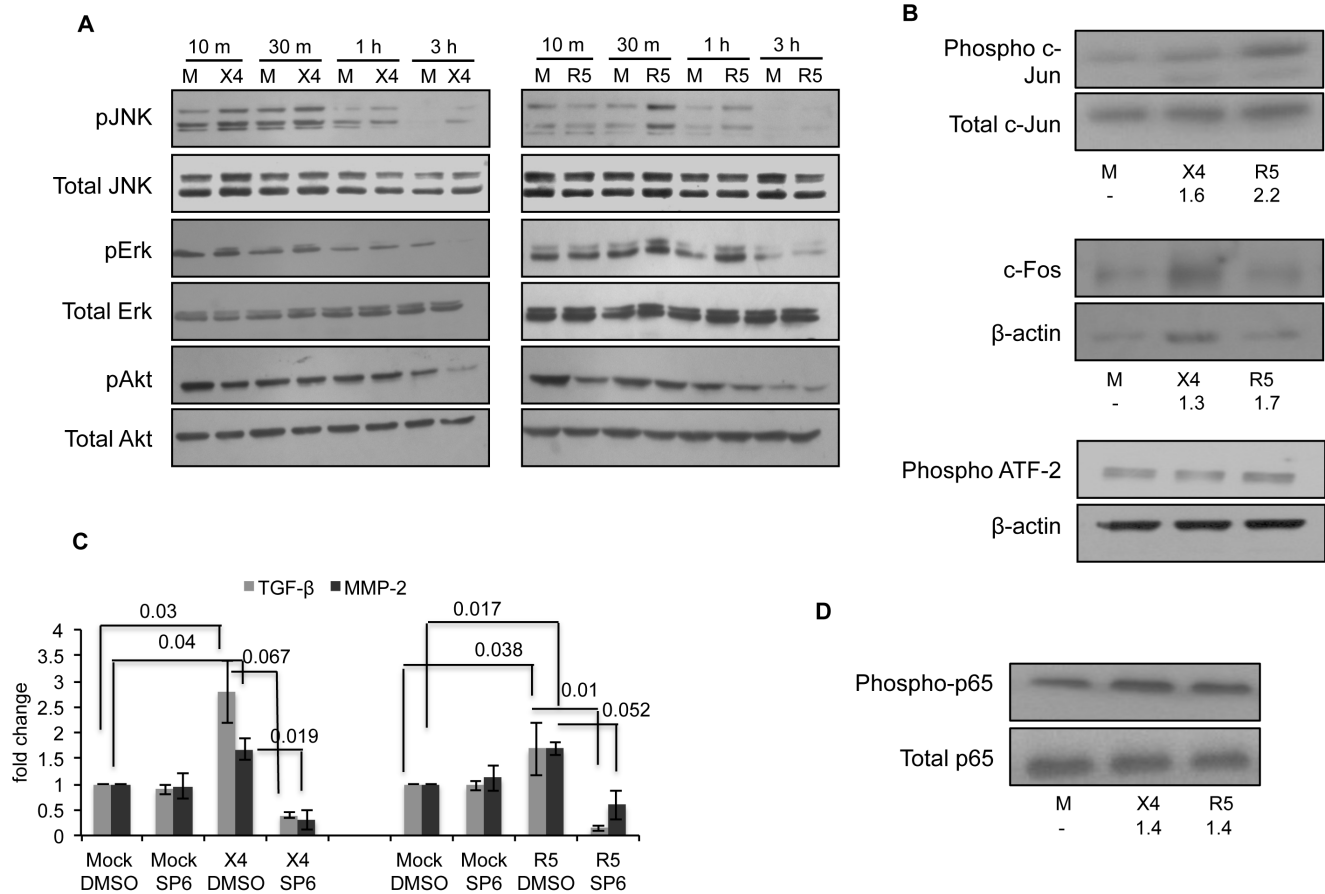 A
10 m 30 m 1 h 3 h
M X4 M X4 M X4 M X4
10 m 30 m 1 h 3 h
M R5 M R5 M R5 M R5
pJNK
Total JNK
pErk
Total Erk
pAkt
Total Akt
B
Phospho c-
Jun
Total c-Jun
M X4 R5
- 1.6 2.2
c-Fos
β-actin
M X4 R5
- 1.3 1.7
Phospho ATF-2
β-actin
C
TGF-β MMP-2
fold change
4
3.5
3
2.5
2
1.5
1
0.5
0
0.03
0.04
0.067
0.019
0.017
0.038
0.01
0.052
Mock Mock X4 X4 Mock Mock R5 R5
DMSO SP6 DMSO SP6 DMSO SP6 DMSO SP6
D
Phospho-p65
Total p65
M X4 R5
- 1.4 1.4